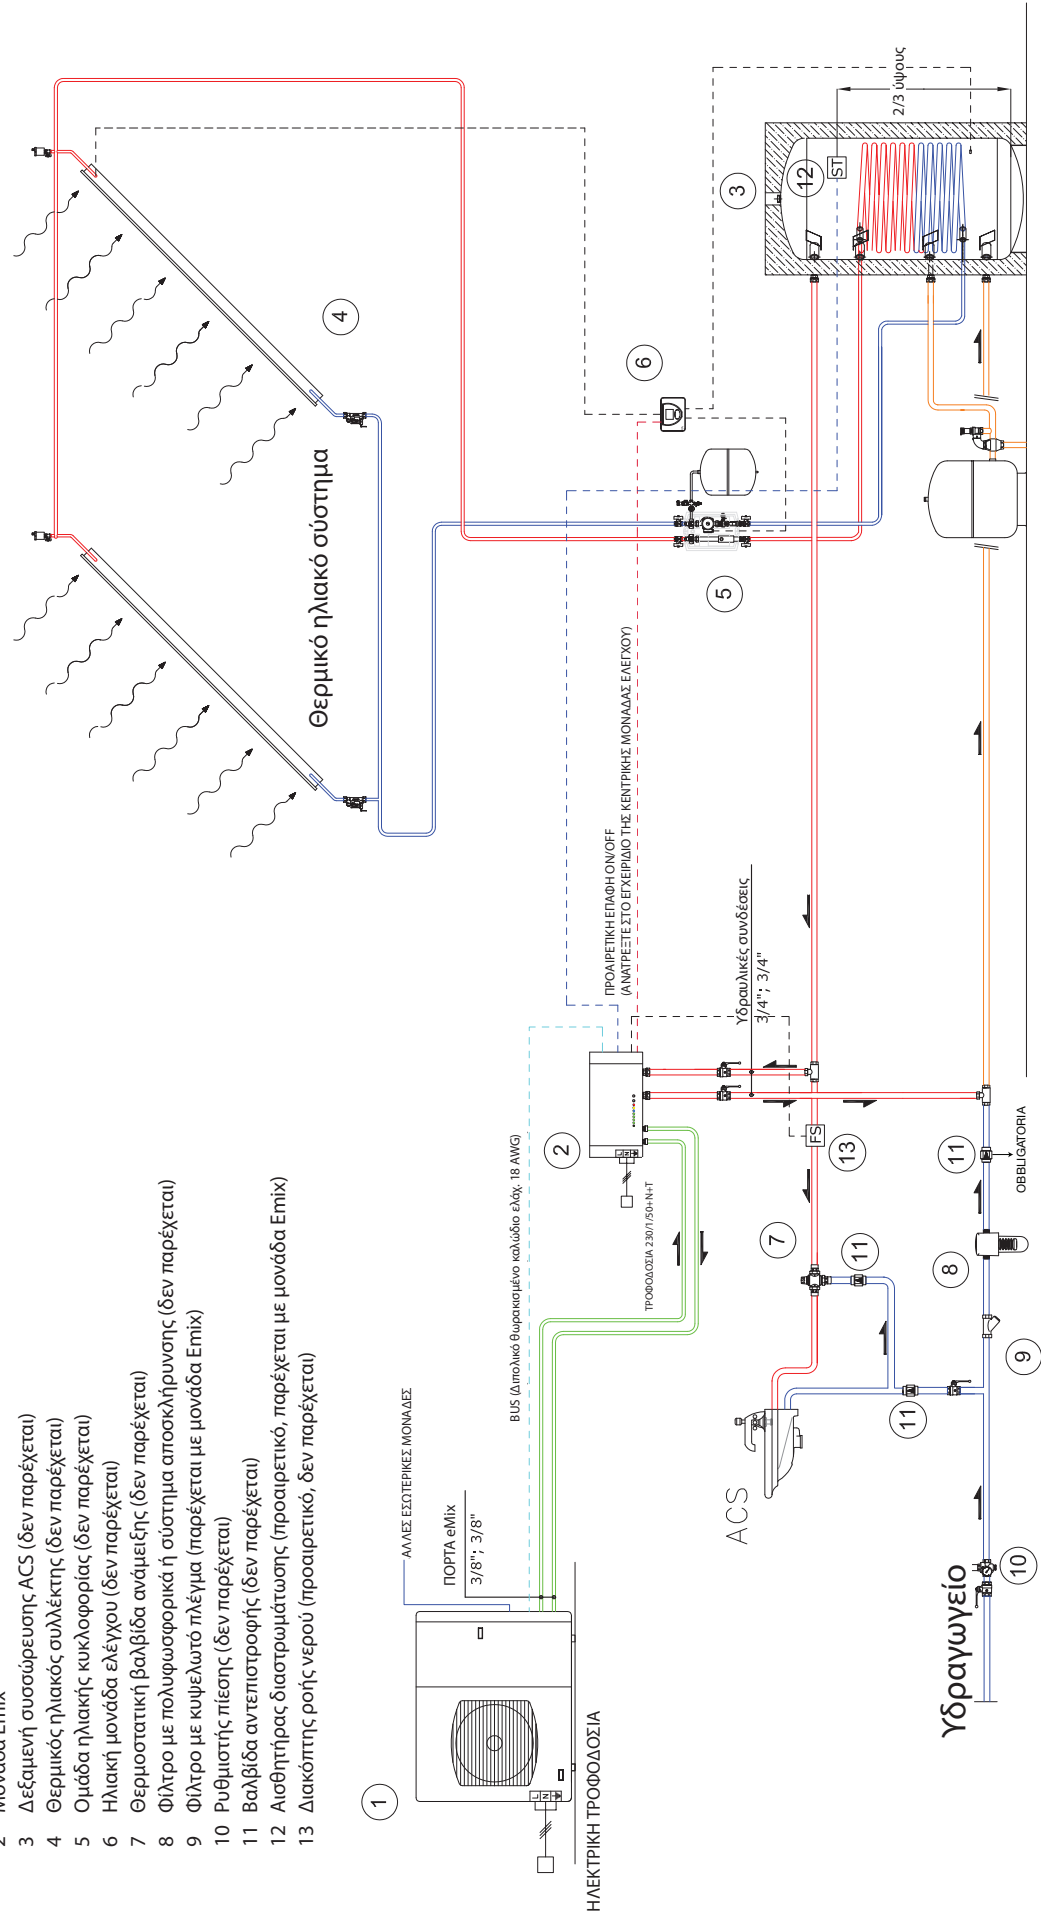 2 Μονάδα Emix
3 Δεξαμενή συσσώρευσης ACS (δεν παρέχεται)
4 Θερμικός ηλιακός συλλέκτης (δεν παρέχεται)
5 Ομάδα ηλιακής κυκλοφορίας (δεν παρέχεται)
6 Ηλιακή μονάδα ελέγχου (δεν παρέχεται)
7 Θερμοστατική βαλβίδα ανάμειξης (δεν παρέχεται)
8 Φίλτρο με πολυφωσφορικά ή σύστημα αποσκλήρυνσης (δεν παρέχεται)
9 Φίλτρο με κυψελωτό πλέγμα (παρέχεται με μονάδα Emix)
10 Ρυθμιστής πίεσης (δεν παρέχεται)
11 Βαλβίδα αντεπιστροφής (δεν παρέχεται)
12 Αισθητήρας διαστρωμάτωσης (προαιρετικό, παρέχεται με μονάδα Emix)
13 Διακόπτης ροής νερού (προαιρετικό, δεν παρέχεται)
Θερμικό ηλιακό σύστημα
4
3
12
ST
2/3 ύψους
6
5
1
L
N
ΗΛΕΚΤΡΙΚΗ ΤΡΟΦΟΔΟΣΙΑ
ΑΛΛΕΣ ΕΣΩΤΕΡΙΚΕΣ ΜΟΝΑΔΕΣ
ΠΟΡΤΑ eMix
3/8"; 3/8"
BUS (Διπολικό θωρακισμένο καλώδιο ελάχ. 18 AWG)
2
L
N
ΤΡΟΦΟΔΟΣΙΑ 230/1/50+N+T
ΠΡΟΑΙΡΕΤΙΚΗ ΕΠΑΦΗ ON/OFF
(ΑΝΑΤΡΕΞΤΕ ΣΤΟ ΕΓΧΕΙΡΙΔΙΟ ΤΗΣ ΚΕΝΤΡΙΚΗΣ ΜΟΝΑΔΑΣ ΕΛΕΓΧΟΥ)
Υδραυλικές συνδέσεις
3/4"; 3/4"
FS
13
7
11
11
11
OBBLIGATORIA
8
9
10
ACS
Υδραγωγείο